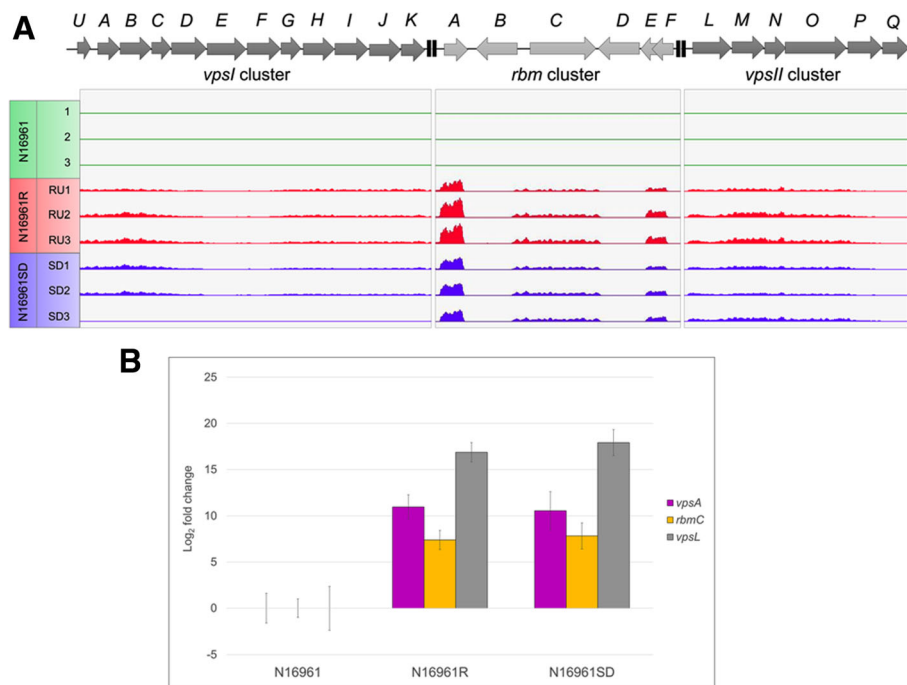 A
U A B C D E F G H I J K A B C D E F L M N O P Q
vpsI cluster rbm cluster vpsII cluster
N16961
1
2
3
N16961R
RU1
RU2
RU3
N16961SD
SD1
SD2
SD3
B
25
20
15
10
5
0
-5
Log2 fold change
N16961 N16961R N16961SD
vpsA
rbmC
vpsL